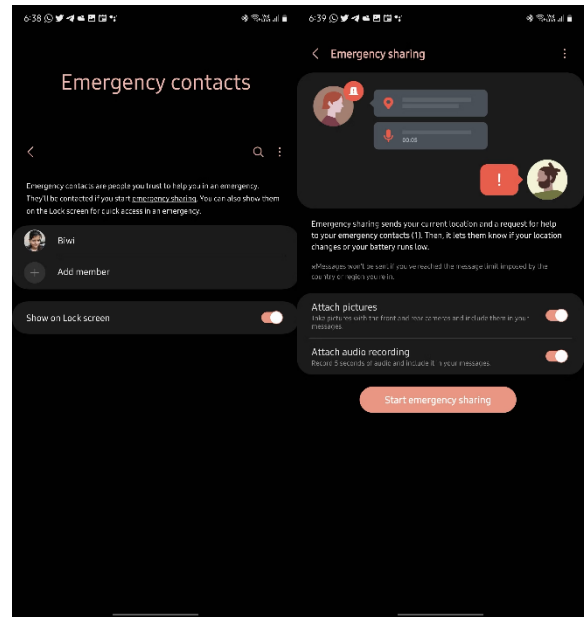 6:38
Emergency contacts
Emergency contacts are people you trust to help you in an emergency.
They'll be contacted if you start emergency sharing. You can also show them
on the Lock screen for quick access in an emergency.
Biwi
Add member
Show on Lock screen
6:39
Emergency sharing
00:05
!
Emergency sharing sends your current location and a request for help
to your emergency contacts (1). Then, it lets them know if your location
changes or your battery runs low.
※Messages won't be sent if you've reached the message limit imposed by the
country or region you're in.
Attach pictures
Take pictures with the front and rear cameras and include them in your
messages.
Attach audio recording
Record 5 seconds of audio and include it in your messages.
Start emergency sharing